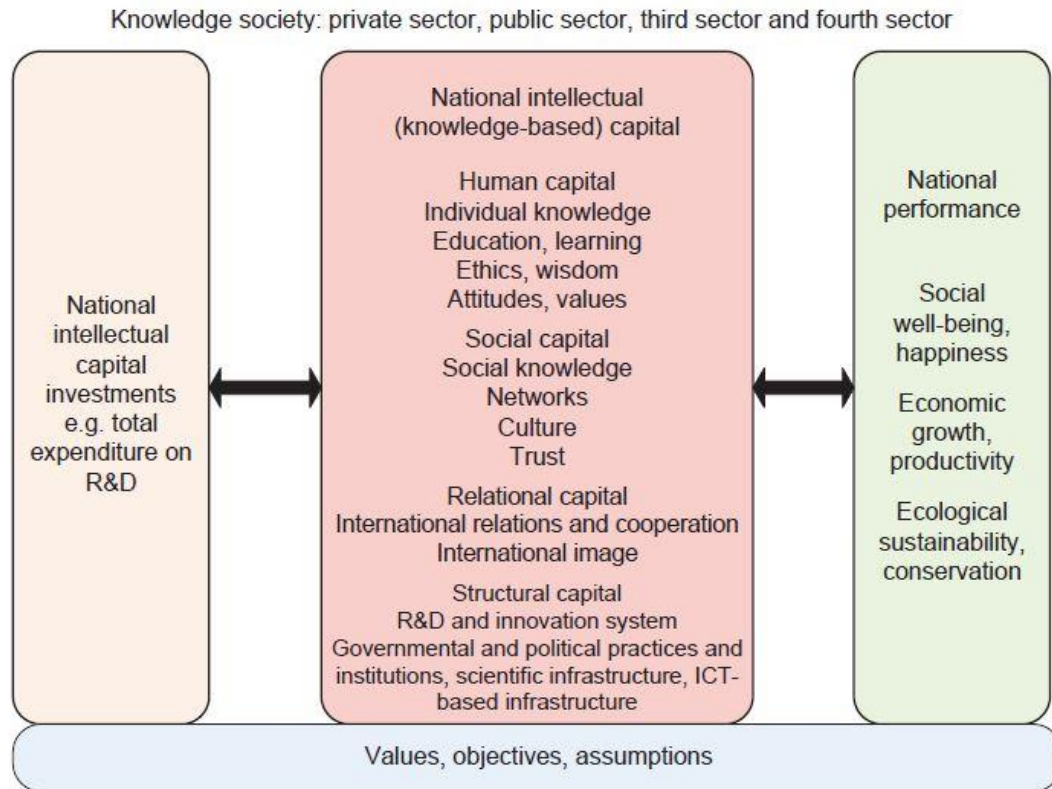 Knowledge society: private sector, public sector, third sector and fourth sector
National
intellectual
capital
investments
e.g. total
expenditure on
R&D
National intellectual
(knowledge-based) capital
Human capital
Individual knowledge
Education, learning
Ethics, wisdom
Attitudes, values
Social capital
Social knowledge
Networks
Culture
Trust
Relational capital
International relations and cooperation
International image
Structural capital
R&D and innovation system
Governmental and political practices and
institutions, scientific infrastructure, ICT-
based infrastructure
National
performance
Social
well-being,
happiness
Economic
growth,
productivity
Ecological
sustainability,
conservation
Values, objectives, assumptions